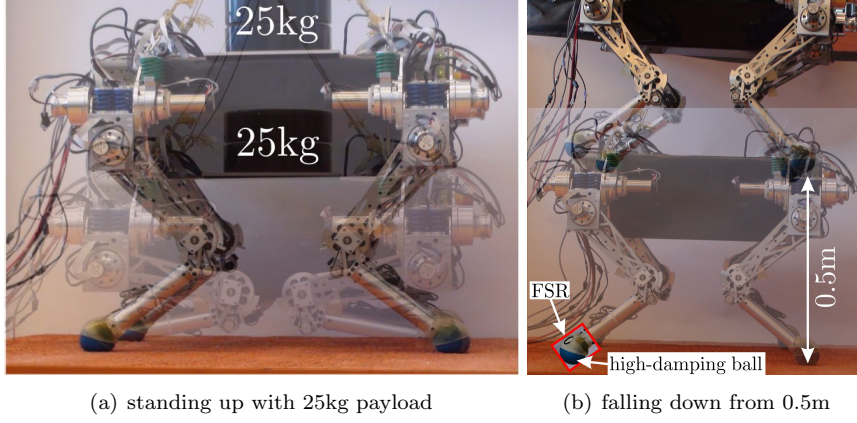 25kg
25kg
FSR
0.5m
high-damping ball
(a) standing up with 25kg payload
(b) falling down from 0.5m